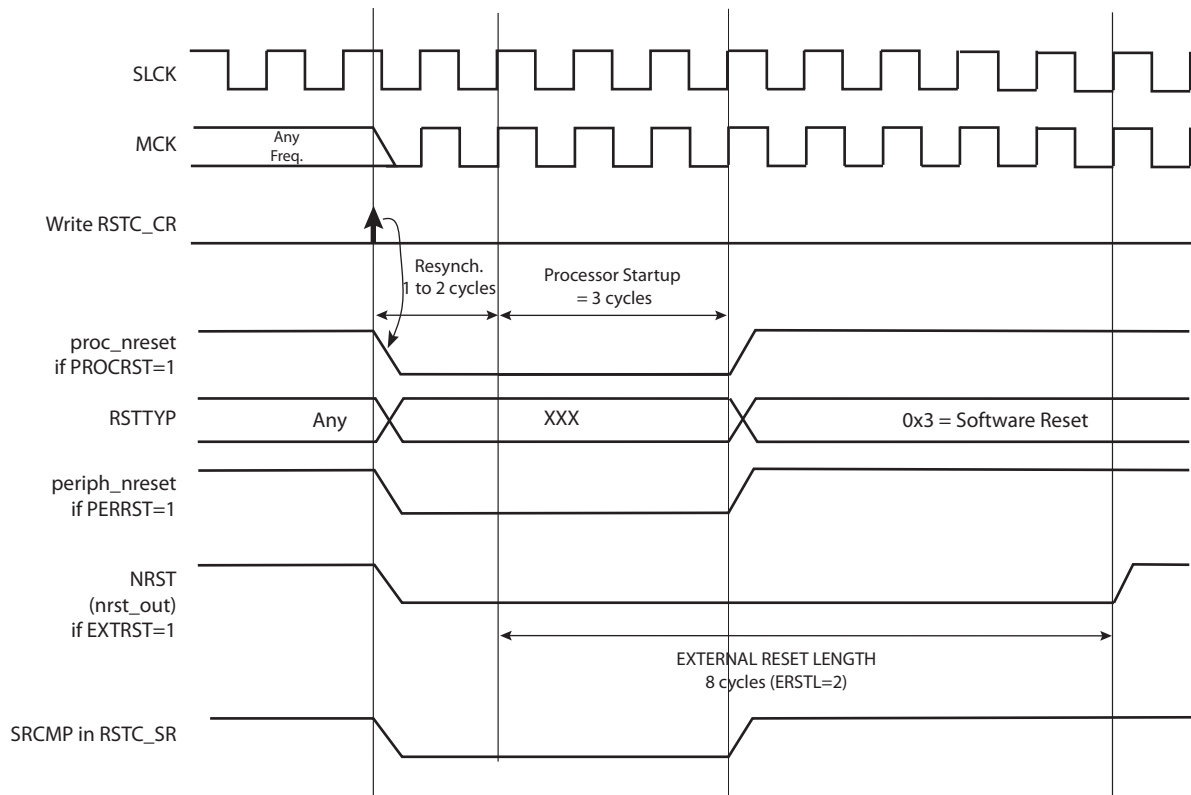 SLCK
MCK
Any
Freq.
Write RSTC_CR
Resynch.
1 to 2 cycles
Processor Startup
= 3 cycles
proc_nreset
if PROCRST=1
RSTTYP
Any
XXX
0x3 = Software Reset
periph_nreset
if PERRST=1
NRST
(nrst_out)
if EXTRST=1
EXTERNAL RESET LENGTH
8 cycles (ERSTL=2)
SRCMP in RSTC_SR